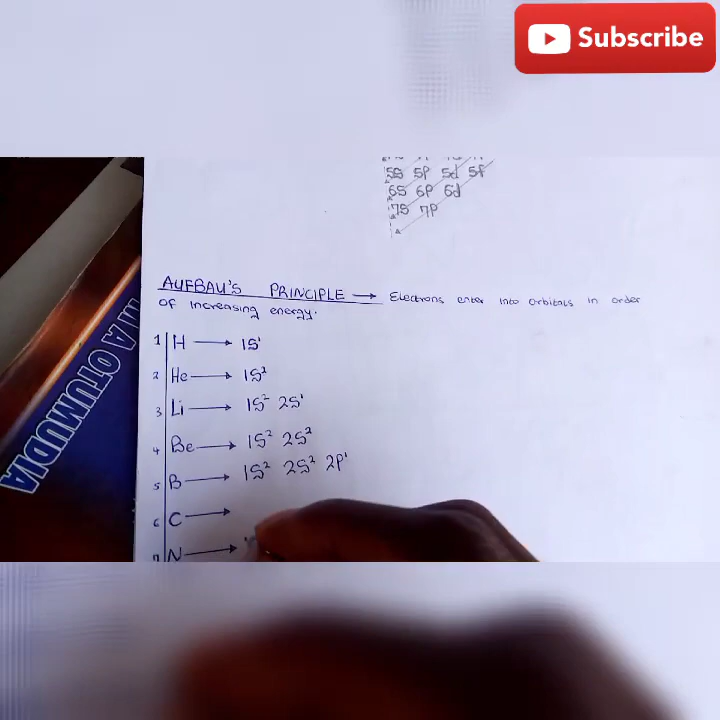 Subscribe
5S 5P 5d 5f
6S 6P 6d
7S 7P
AUFBAU'S PRINCIPLE → Electrons enter into orbitals in order
of increasing energy.
1 H → 1S¹
2 He → 1S²
3 Li → 1S² 2S¹
4 Be → 1S² 2S²
5 B → 1S² 2S² 2P¹
6 C →
7 N →
OTUMUDIA